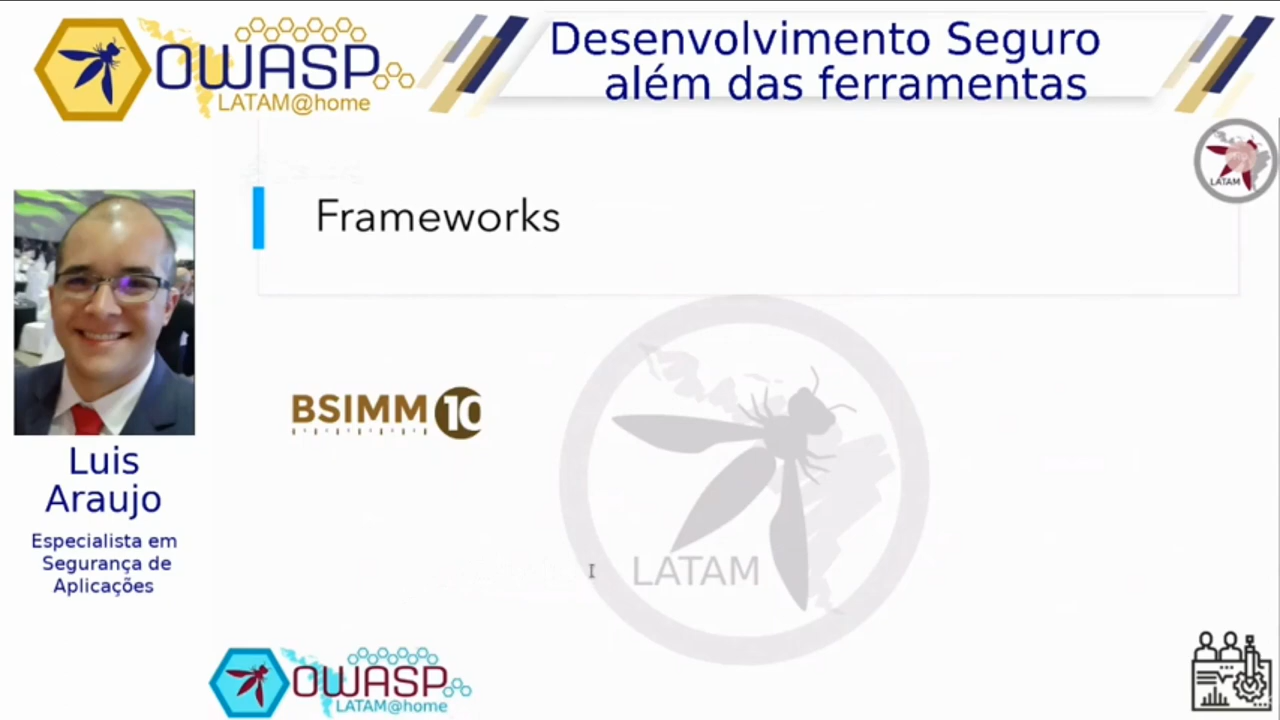 OWASP
LATAM@home
Desenvolvimento Seguro
além das ferramentas
LATAM
Frameworks
BSIMM 10
Luis
Araujo
Especialista em
Segurança de
Aplicações
LATAM
OWASP
LATAM@home